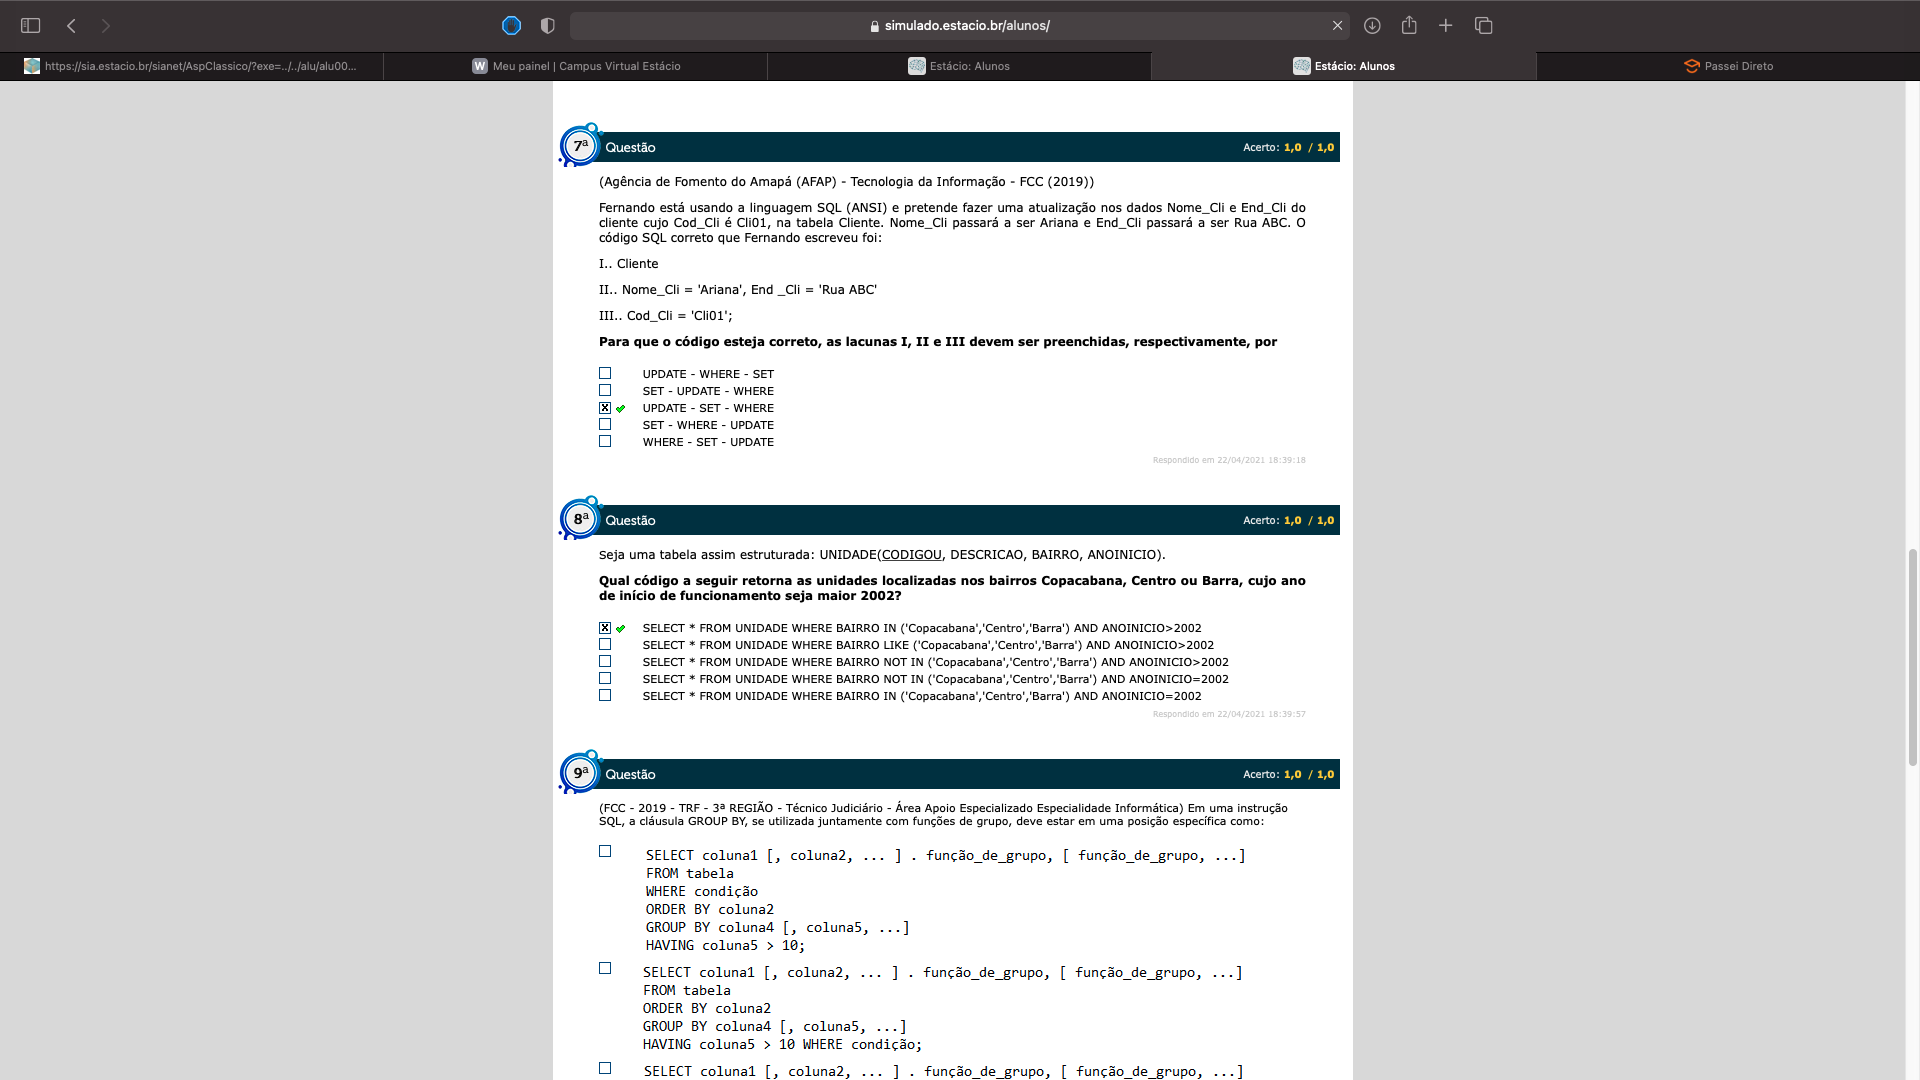 simulado.estacio.br/alunos/
https://sia.estacio.br/sianet/AspClassico/?exe=../../alu/alu00...
Meu painel | Campus Virtual Estácio
Estácio: Alunos
Estácio: Alunos
Passei Direto
7ª Questão
Acerto: 1,0 / 1,0
(Agência de Fomento do Amapá (AFAP) - Tecnologia da Informação - FCC (2019))
Fernando está usando a linguagem SQL (ANSI) e pretende fazer uma atualização nos dados Nome_Cli e End_Cli do
cliente cujo Cod_Cli é Cli01, na tabela Cliente. Nome_Cli passará a ser Ariana e End_Cli passará a ser Rua ABC. O
código SQL correto que Fernando escreveu foi:
I.. Cliente
II.. Nome_Cli = 'Ariana', End _Cli = 'Rua ABC'
III.. Cod_Cli = 'Cli01';
Para que o código esteja correto, as lacunas I, II e III devem ser preenchidas, respectivamente, por
UPDATE - WHERE - SET
SET - UPDATE - WHERE
UPDATE - SET - WHERE
SET - WHERE - UPDATE
WHERE - SET - UPDATE
Respondido em 22/04/2021 18:39:18
8ª Questão
Acerto: 1,0 / 1,0
Seja uma tabela assim estruturada: UNIDADE(CODIGOU, DESCRICAO, BAIRRO, ANOINICIO).
Qual código a seguir retorna as unidades localizadas nos bairros Copacabana, Centro ou Barra, cujo ano
de início de funcionamento seja maior 2002?
SELECT * FROM UNIDADE WHERE BAIRRO IN ('Copacabana','Centro','Barra') AND ANOINICIO>2002
SELECT * FROM UNIDADE WHERE BAIRRO LIKE ('Copacabana','Centro','Barra') AND ANOINICIO>2002
SELECT * FROM UNIDADE WHERE BAIRRO NOT IN ('Copacabana','Centro','Barra') AND ANOINICIO>2002
SELECT * FROM UNIDADE WHERE BAIRRO NOT IN ('Copacabana','Centro','Barra') AND ANOINICIO=2002
SELECT * FROM UNIDADE WHERE BAIRRO IN ('Copacabana','Centro','Barra') AND ANOINICIO=2002
Respondido em 22/04/2021 18:39:57
9ª Questão
Acerto: 1,0 / 1,0
(FCC - 2019 - TRF - 3ª REGIÃO - Técnico Judiciário - Área Apoio Especializado Especialidade Informática) Em uma instrução
SQL, a cláusula GROUP BY, se utilizada juntamente com funções de grupo, deve estar em uma posição específica como:
SELECT coluna1 [, coluna2, ... ] . função_de_grupo, [ função_de_grupo, ...]
FROM tabela
WHERE condição
ORDER BY coluna2
GROUP BY coluna4 [, coluna5, ...]
HAVING coluna5 > 10;
SELECT coluna1 [, coluna2, ... ] . função_de_grupo, [ função_de_grupo, ...]
FROM tabela
ORDER BY coluna2
GROUP BY coluna4 [, coluna5, ...]
HAVING coluna5 > 10 WHERE condição;
SELECT coluna1 [, coluna2, ... ] . função_de_grupo, [ função_de_grupo, ...]